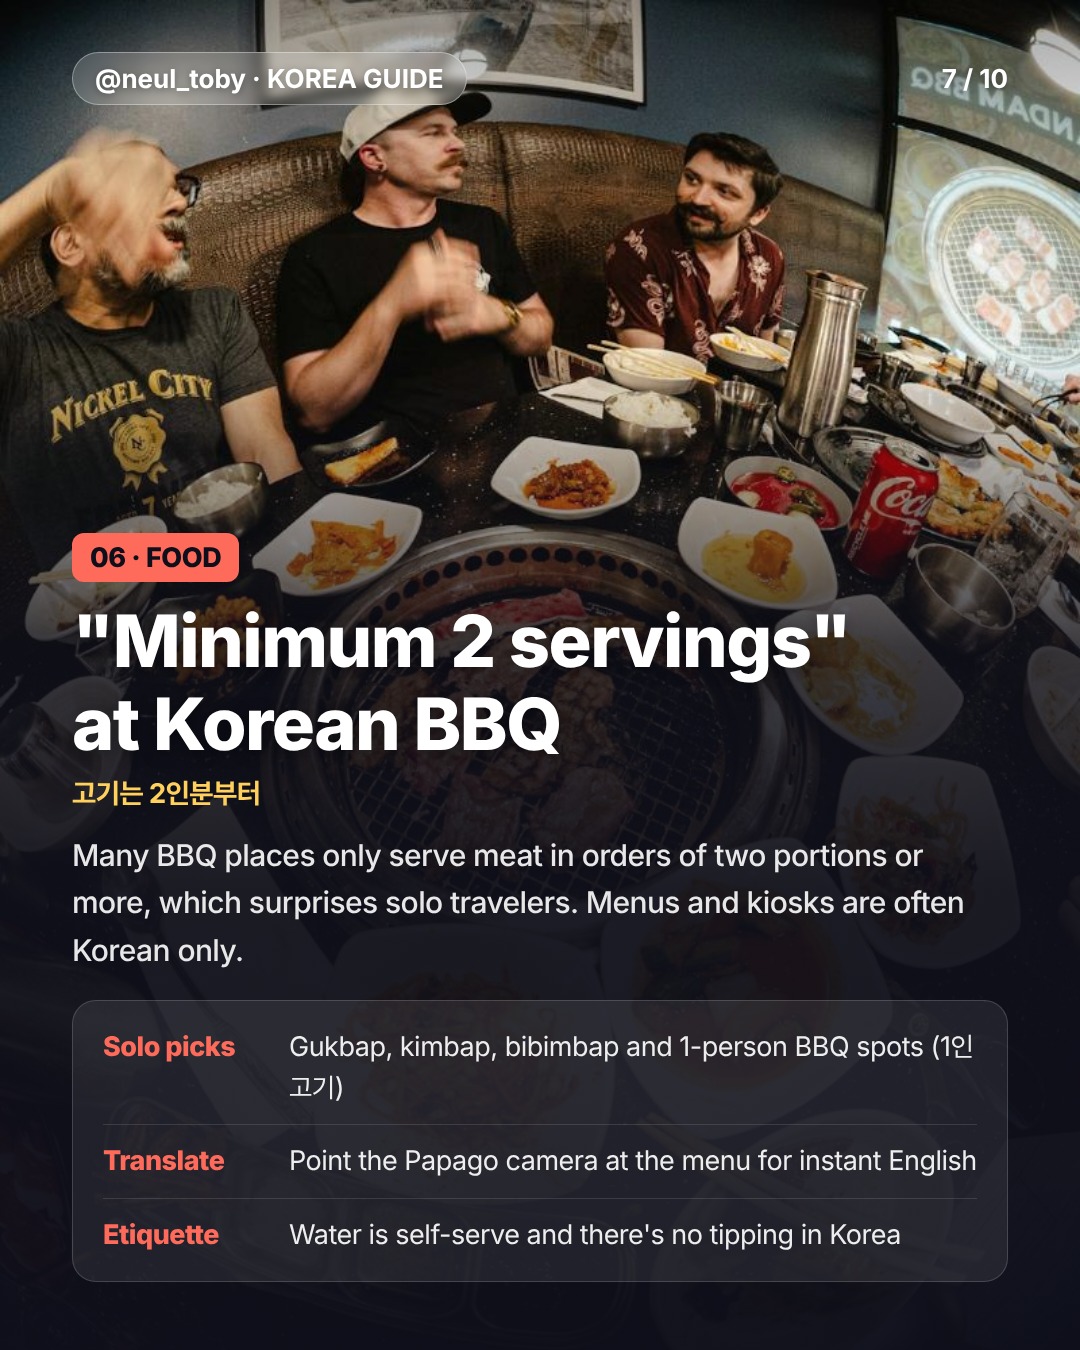 @neul_toby · KOREA GUIDE
7 / 10
NDAM BBQ
NICKEL CITY
N
7
Coca
06 · FOOD
"Minimum 2 servings"
at Korean BBQ
고기는 2인분부터
Many BBQ places only serve meat in orders of two portions or
more, which surprises solo travelers. Menus and kiosks are often
Korean only.
Solo picks
Gukbap, kimbap, bibimbap and 1-person BBQ spots (1인
고기)
Translate
Point the Papago camera at the menu for instant English
Etiquette
Water is self-serve and there's no tipping in Korea